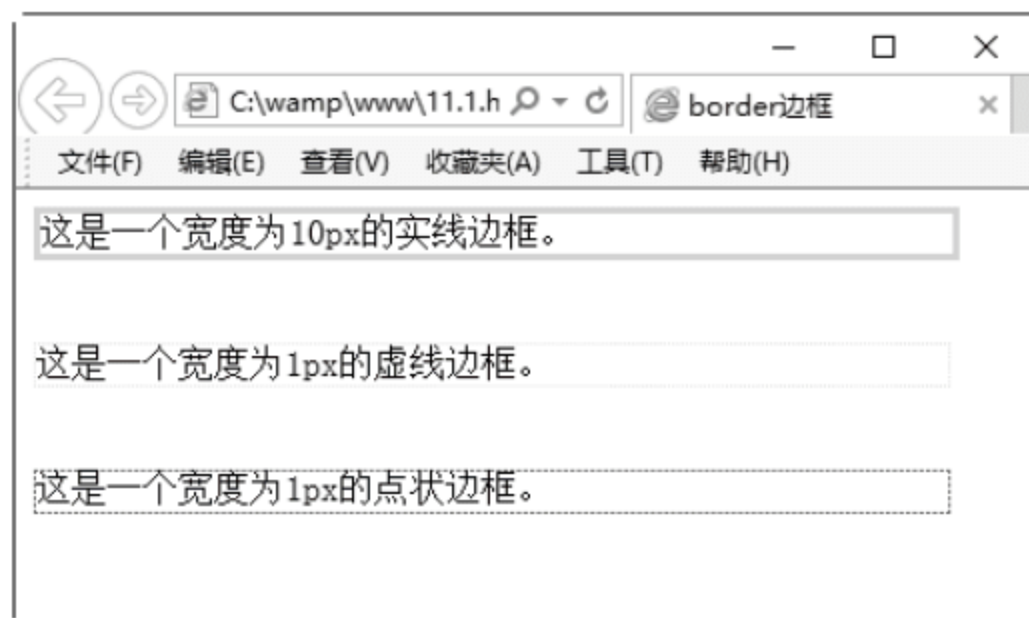 C:\wamp\www\11.1.h
border边框
文件(F) 编辑(E) 查看(V) 收藏夹(A) 工具(T) 帮助(H)
这是一个宽度为10px的实线边框。
这是一个宽度为1px的虚线边框。
这是一个宽度为1px的点状边框。